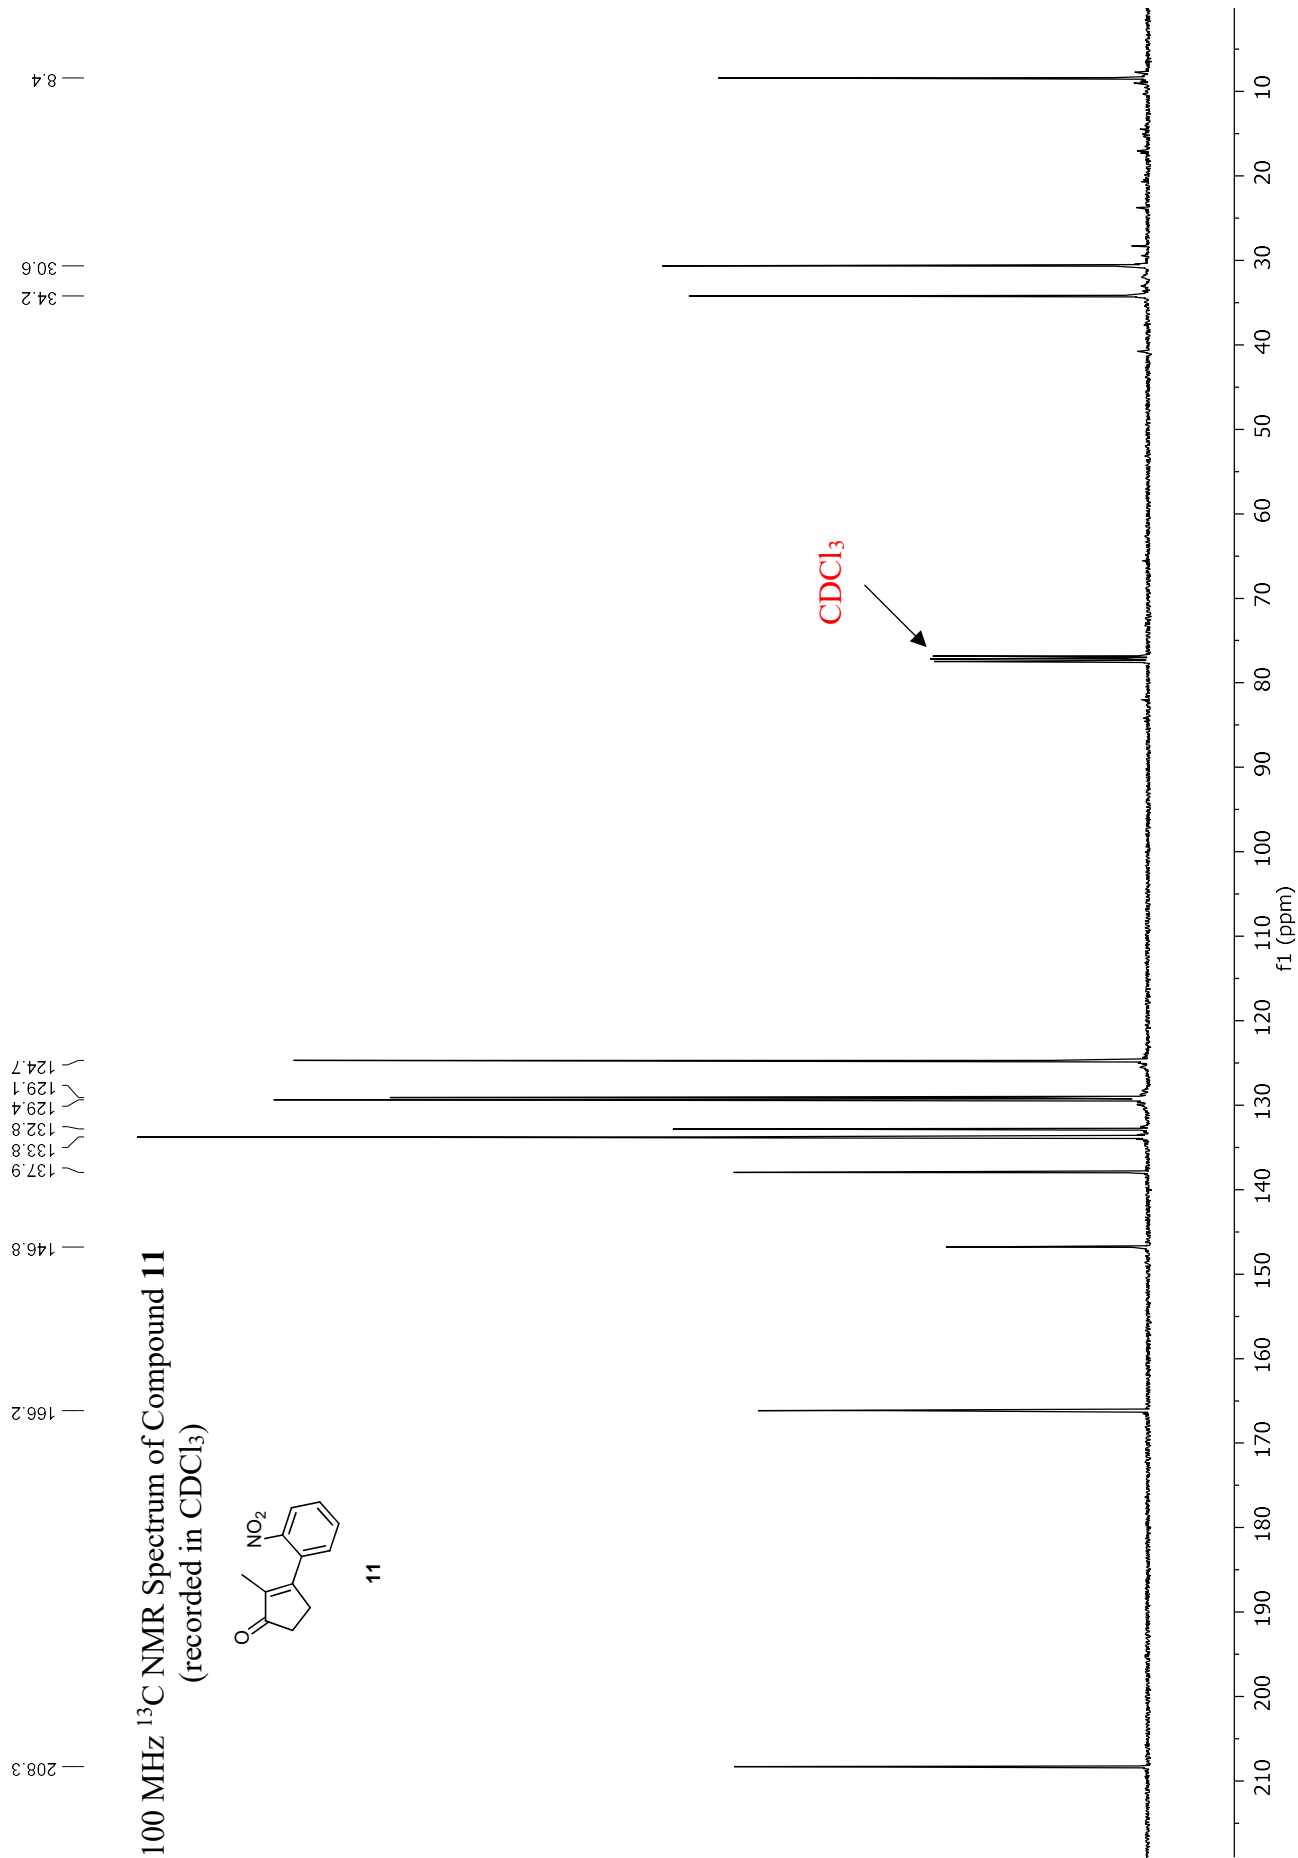 100 MHz ¹³C NMR Spectrum of Compound 11
(recorded in CDCl₃)
O
NO₂
11
208.3
166.2
146.8
137.9
133.8
132.8
129.4
129.1
124.7
34.2
30.6
8.4
CDCl₃
210 200 190 180 170 160 150 140 130 120 110 100 90 80 70 60 50 40 30 20 10
f1 (ppm)